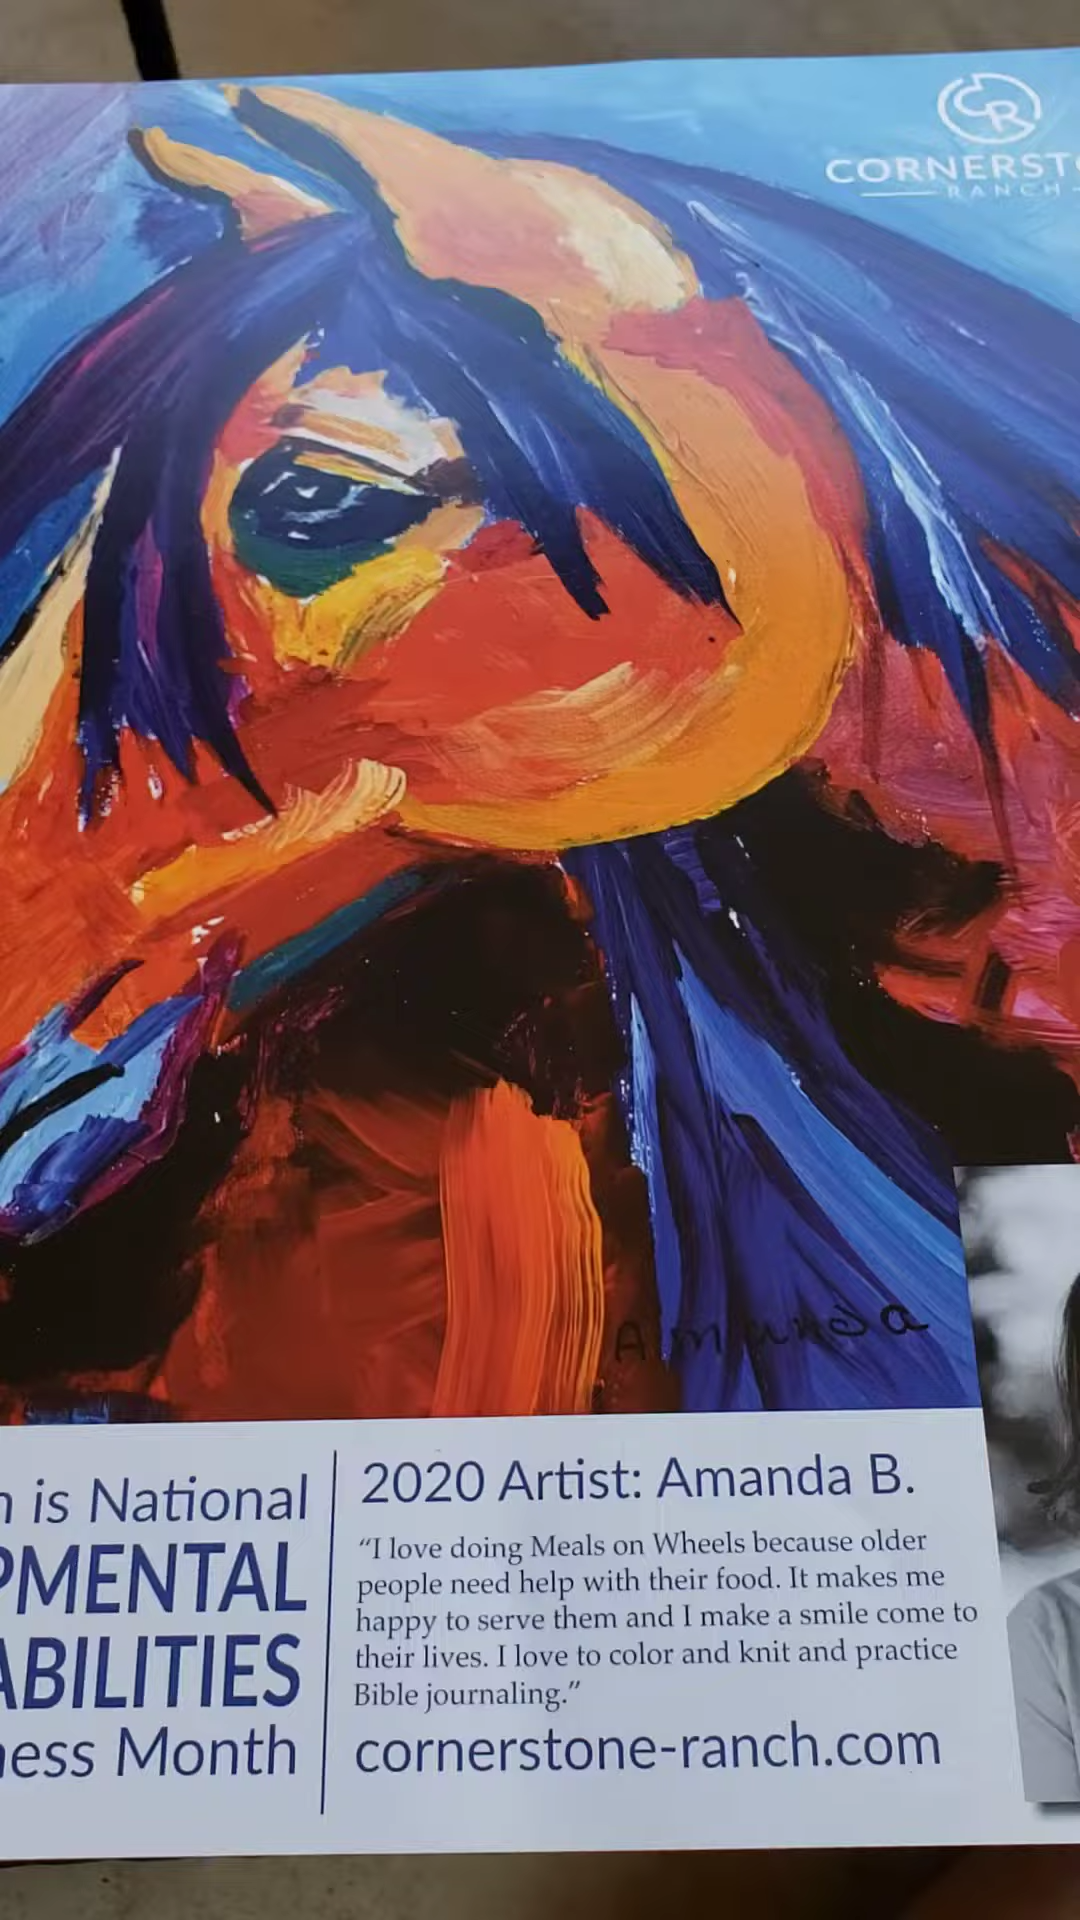 CR
CORNERSTO
RANCH
Amanda
is National
PMENTAL
ABILITIES
ness Month
2020 Artist: Amanda B.
“I love doing Meals on Wheels because older
people need help with their food. It makes me
happy to serve them and I make a smile come to
their lives. I love to color and knit and practice
Bible journaling.”
cornerstone-ranch.com